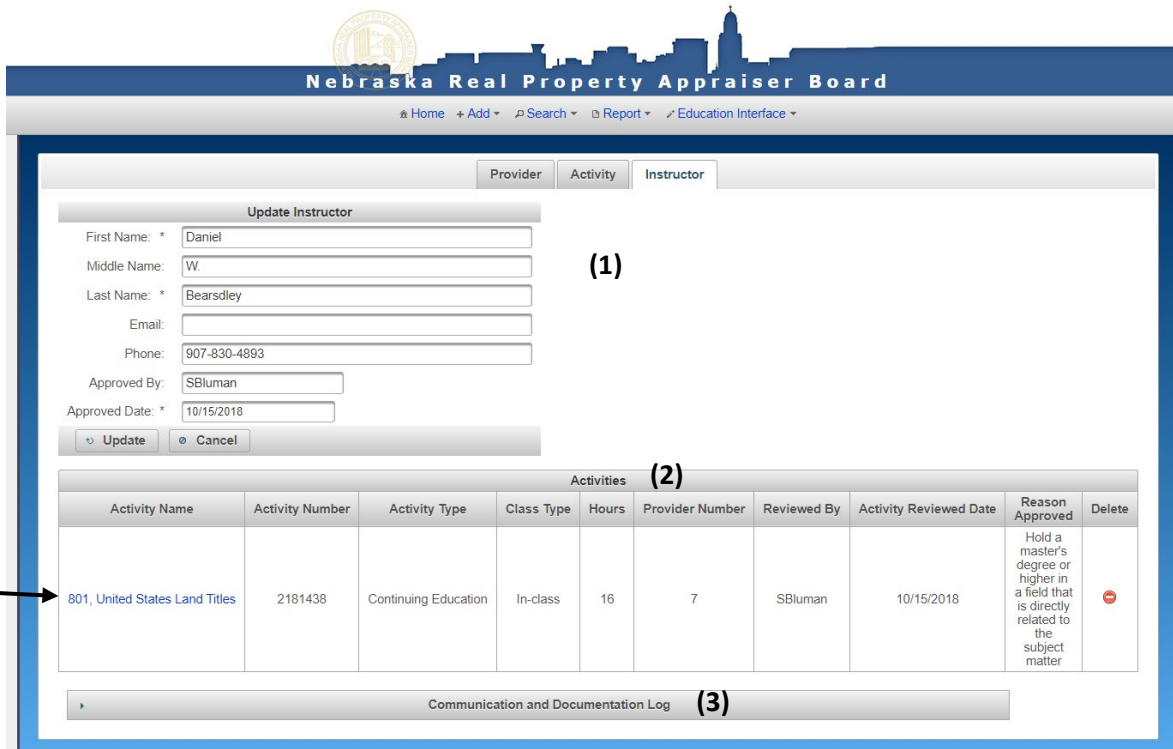 Nebraska Real Property Appraiser Board
Home + Add Search Report Education Interface
Provider Activity Instructor
Update Instructor
First Name: * Daniel
(1)
Middle Name: W.
Last Name: * Bearsdley
Email:
Phone: 907-830-4893
Approved By: SBluman
Approved Date: * 10/15/2018
Update Cancel
Activities (2)
Activity Name Activity Number Activity Type Class Type Hours Provider Number Reviewed By Activity Reviewed Date Reason Approved Delete
801, United States Land Titles 2181438 Continuing Education In-class 16 7 SBluman 10/15/2018
Hold a
master's
degree or
higher in
a field that
is directly
related to
the
subject
matter
Communication and Documentation Log (3)